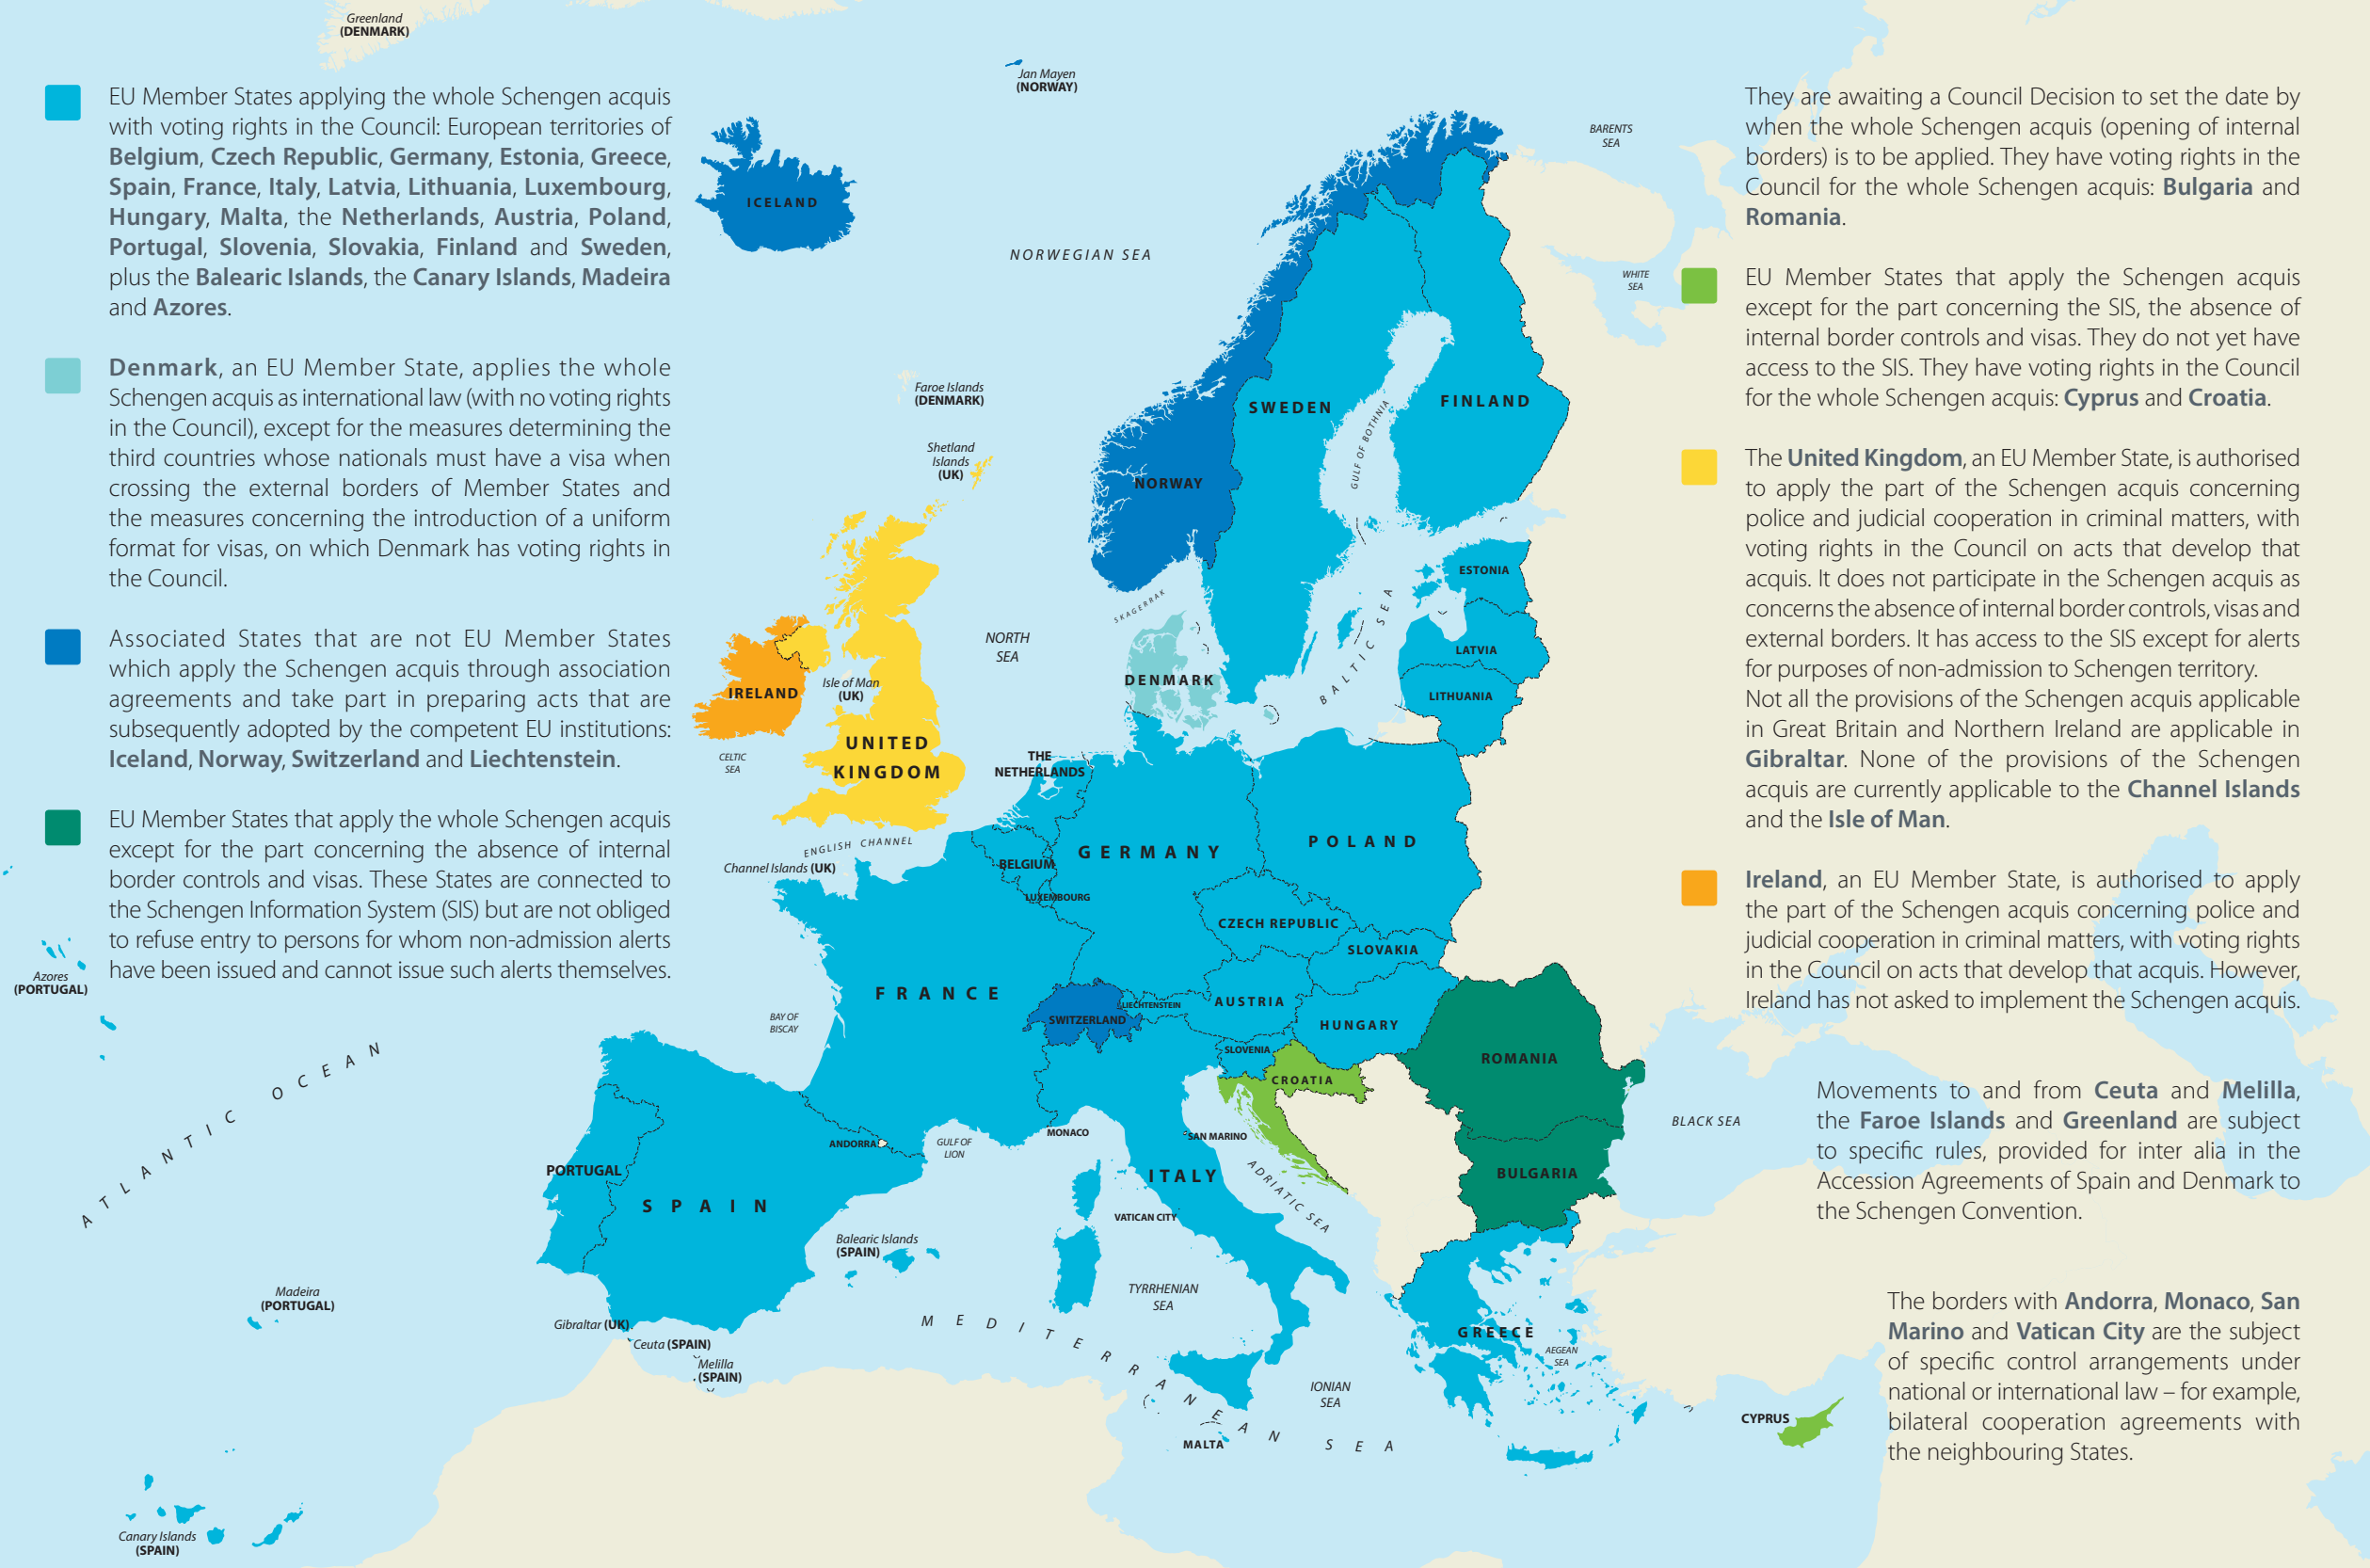 Greenland
(DENMARK)
Jan Mayen
(NORWAY)
EU Member States applying the whole Schengen acquis
with voting rights in the Council: European territories of
Belgium, Czech Republic, Germany, Estonia, Greece,
Spain, France, Italy, Latvia, Lithuania, Luxembourg,
Hungary, Malta, the Netherlands, Austria, Poland,
Portugal, Slovenia, Slovakia, Finland and Sweden,
plus the Balearic Islands, the Canary Islands, Madeira
and Azores.
Denmark, an EU Member State, applies the whole
Schengen acquis as international law (with no voting rights
in the Council), except for the measures determining the
third countries whose nationals must have a visa when
crossing the external borders of Member States and
the measures concerning the introduction of a uniform
format for visas, on which Denmark has voting rights in
the Council.
Associated States that are not EU Member States
which apply the Schengen acquis through association
agreements and take part in preparing acts that are
subsequently adopted by the competent EU institutions:
Iceland, Norway, Switzerland and Liechtenstein.
EU Member States that apply the whole Schengen acquis
except for the part concerning the absence of internal
border controls and visas. These States are connected to
the Schengen Information System (SIS) but are not obliged
to refuse entry to persons for whom non-admission alerts
have been issued and cannot issue such alerts themselves.
They are awaiting a Council Decision to set the date by
when the whole Schengen acquis (opening of internal
borders) is to be applied. They have voting rights in the
Council for the whole Schengen acquis: Bulgaria and
Romania.
EU Member States that apply the Schengen acquis
except for the part concerning the SIS, the absence of
internal border controls and visas. They do not yet have
access to the SIS. They have voting rights in the Council
for the whole Schengen acquis: Cyprus and Croatia.
The United Kingdom, an EU Member State, is authorised
to apply the part of the Schengen acquis concerning
police and judicial cooperation in criminal matters, with
voting rights in the Council on acts that develop that
acquis. It does not participate in the Schengen acquis as
concerns the absence of internal border controls, visas and
external borders. It has access to the SIS except for alerts
for purposes of non-admission to Schengen territory.
Not all the provisions of the Schengen acquis applicable
in Great Britain and Northern Ireland are applicable in
Gibraltar. None of the provisions of the Schengen
acquis are currently applicable to the Channel Islands
and the Isle of Man.
Ireland, an EU Member State, is authorised to apply
the part of the Schengen acquis concerning police and
judicial cooperation in criminal matters, with voting rights
in the Council on acts that develop that acquis. However,
Ireland has not asked to implement the Schengen acquis.
Movements to and from Ceuta and Melilla,
the Faroe Islands and Greenland are subject
to specific rules, provided for inter alia in the
Accession Agreements of Spain and Denmark to
the Schengen Convention.
The borders with Andorra, Monaco, San
Marino and Vatican City are the subject
of specific control arrangements under
national or international law – for example,
bilateral cooperation agreements with
the neighbouring States.
BARENTS
SEA
ICELAND
NORWEGIAN SEA
WHITE
SEA
Faroe Islands
(DENMARK)
SWEDEN
FINLAND
GULF OF BOTHNIA
Shetland
Islands
(UK)
NORWAY
ESTONIA
SKAGERRAK
BALTIC SEA
NORTH
SEA
LATVIA
DENMARK
Isle of Man
(UK)
IRELAND
LITHUANIA
UNITED
KINGDOM
CELTIC
SEA
THE
NETHERLANDS
ENGLISH CHANNEL
Channel Islands (UK)
BELGIUM
GERMANY
POLAND
LUXEMBOURG
CZECH REPUBLIC
SLOVAKIA
Azores
(PORTUGAL)
FRANCE
LIECHTENSTEIN
AUSTRIA
BAY OF
BISCAY
SWITZERLAND
HUNGARY
SLOVENIA
ROMANIA
CROATIA
ATLANTIC OCEAN
BLACK SEA
MONACO
SAN MARINO
ANDORRA
GULF OF
LION
PORTUGAL
ITALY
ADRIATIC SEA
BULGARIA
SPAIN
VATICAN CITY
Balearic Islands
(SPAIN)
Madeira
(PORTUGAL)
TYRRHENIAN
SEA
Gibraltar (UK)
Ceuta (SPAIN)
Melilla
(SPAIN)
MEDITERRANEAN SEA
GREECE
AEGEAN
SEA
IONIAN
SEA
CYPRUS
MALTA
Canary Islands
(SPAIN)